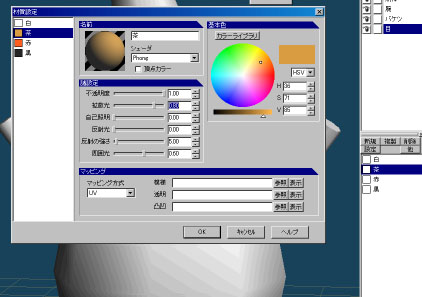 材質設定
白
茶
赤
黒
名前
茶
シェーダ
Phong
頂点カラー
諸設定
不透明度 1.00
拡散光 0.80
自己照明 0.00
反射光 0.00
反射の強さ 5.00
周囲光 0.60
基本色
カラーライブラリ
HSV
H 36
S 71
V 85
マッピング
マッピング方式
UV
模様 参照 表示
透明 参照 表示
凸凹 参照 表示
OK キャンセル ヘルプ
腕
バケツ
目
新規 複製 削除
設定 他
白
茶
赤
黒